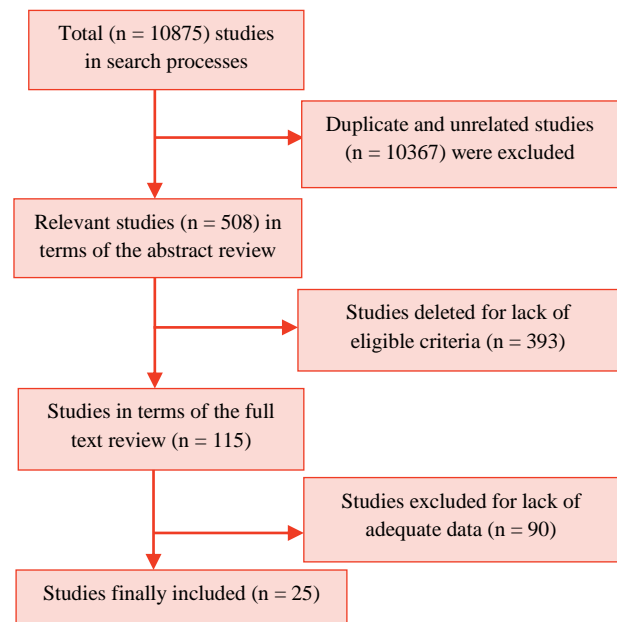 Total (n = 10875) studies
in search processes
Duplicate and unrelated studies
(n = 10367) were excluded
Relevant studies (n = 508) in
terms of the abstract review
Studies deleted for lack of
eligible criteria (n = 393)
Studies in terms of the full
text review (n = 115)
Studies excluded for lack of
adequate data (n = 90)
Studies finally included (n = 25)